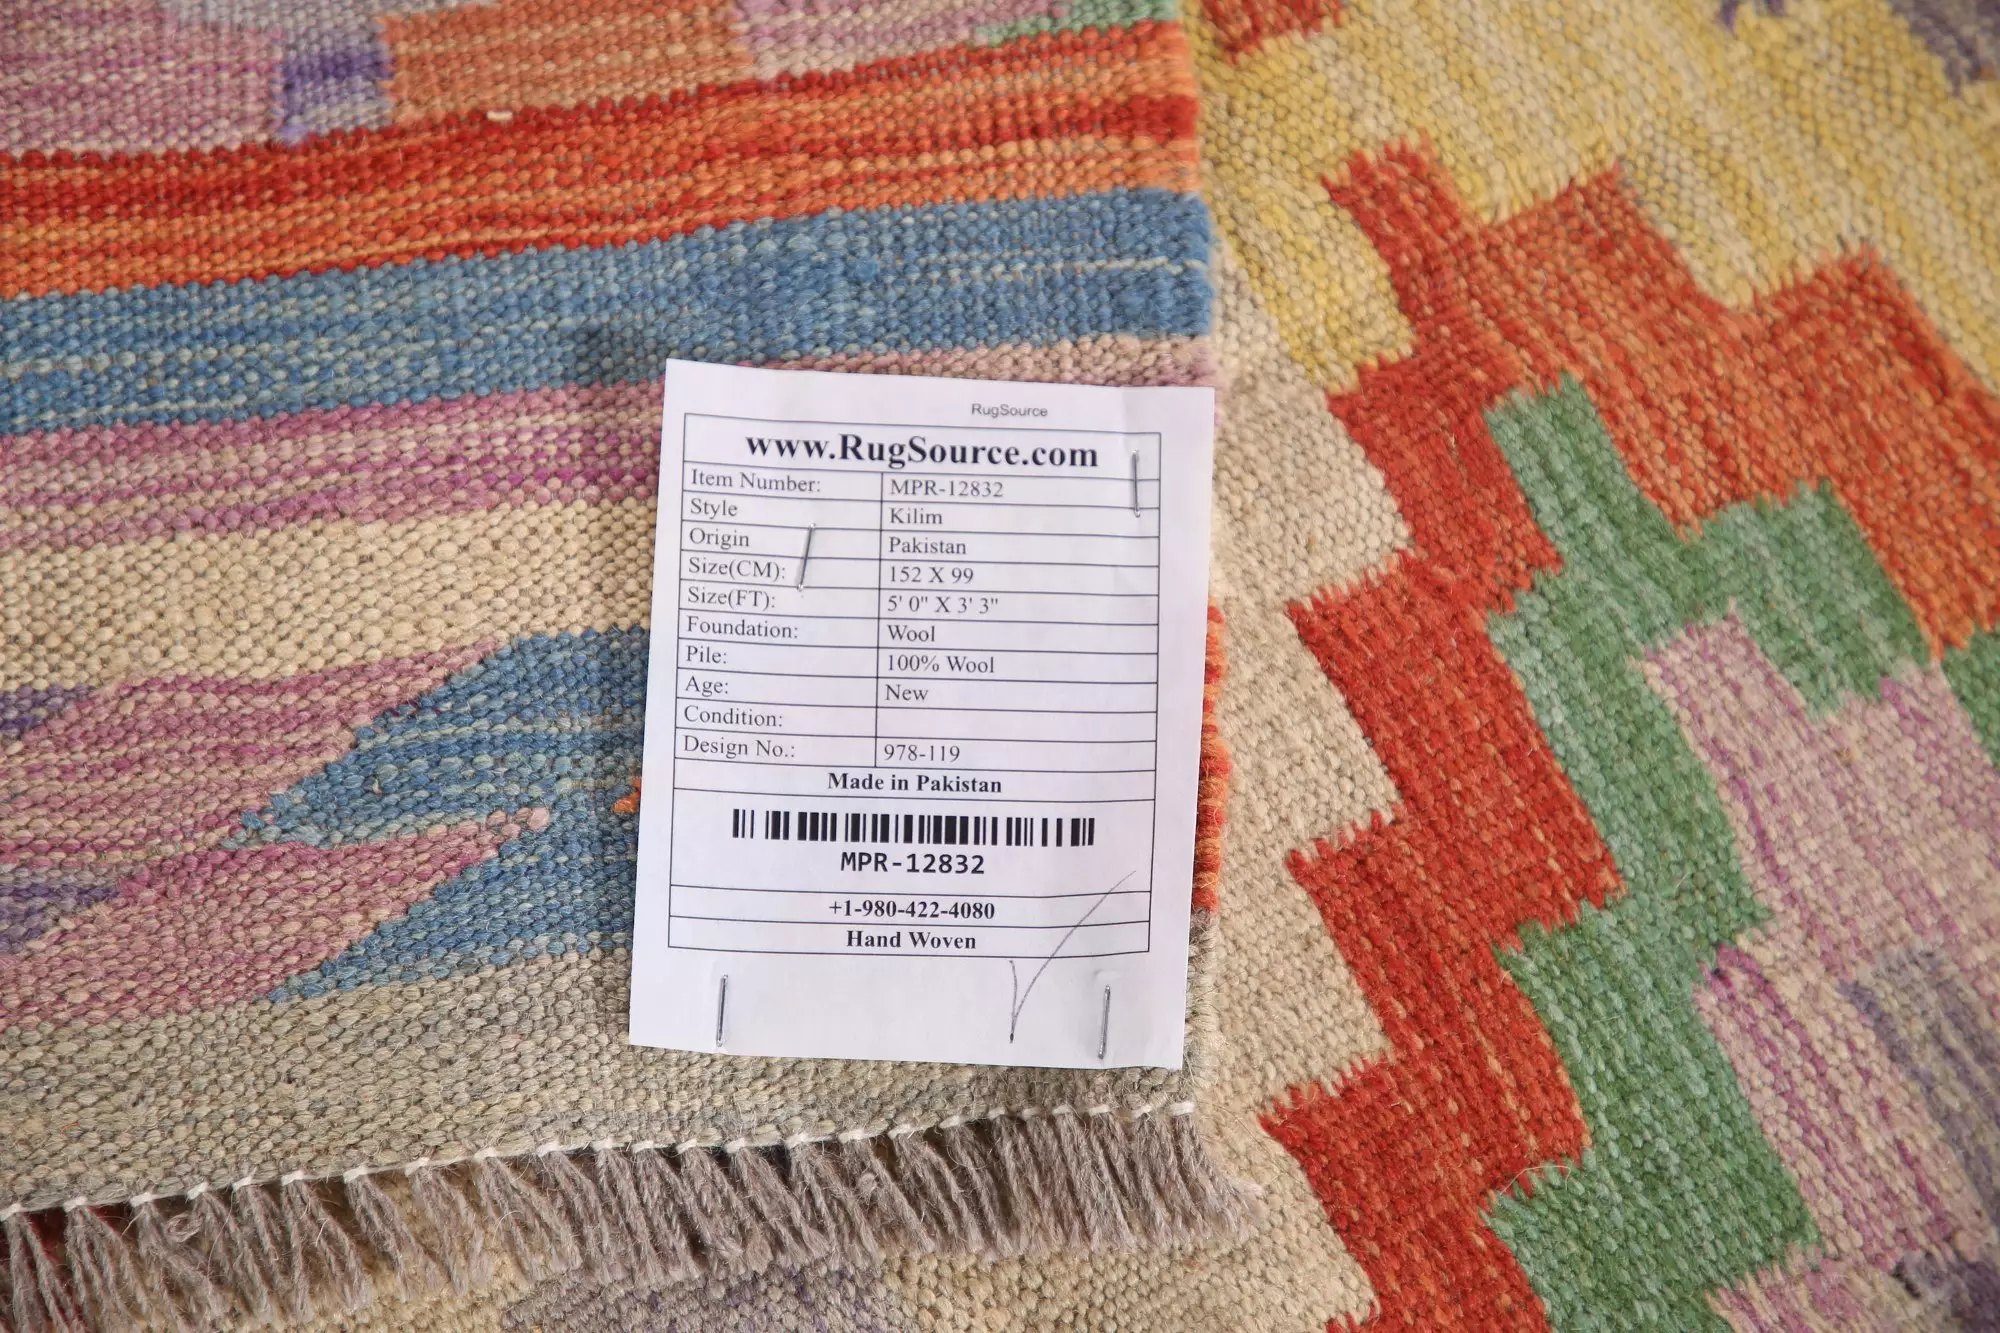 RugSource
www.RugSource.com
Item Number: MPR-12832
Style Kilim
Origin Pakistan
Size(CM): 152 X 99
Size(FT): 5' 0" X 3' 3"
Foundation: Wool
Pile: 100% Wool
Age: New
Condition:
Design No.: 978-119
Made in Pakistan
MPR-12832
+1-980-422-4080
Hand Woven